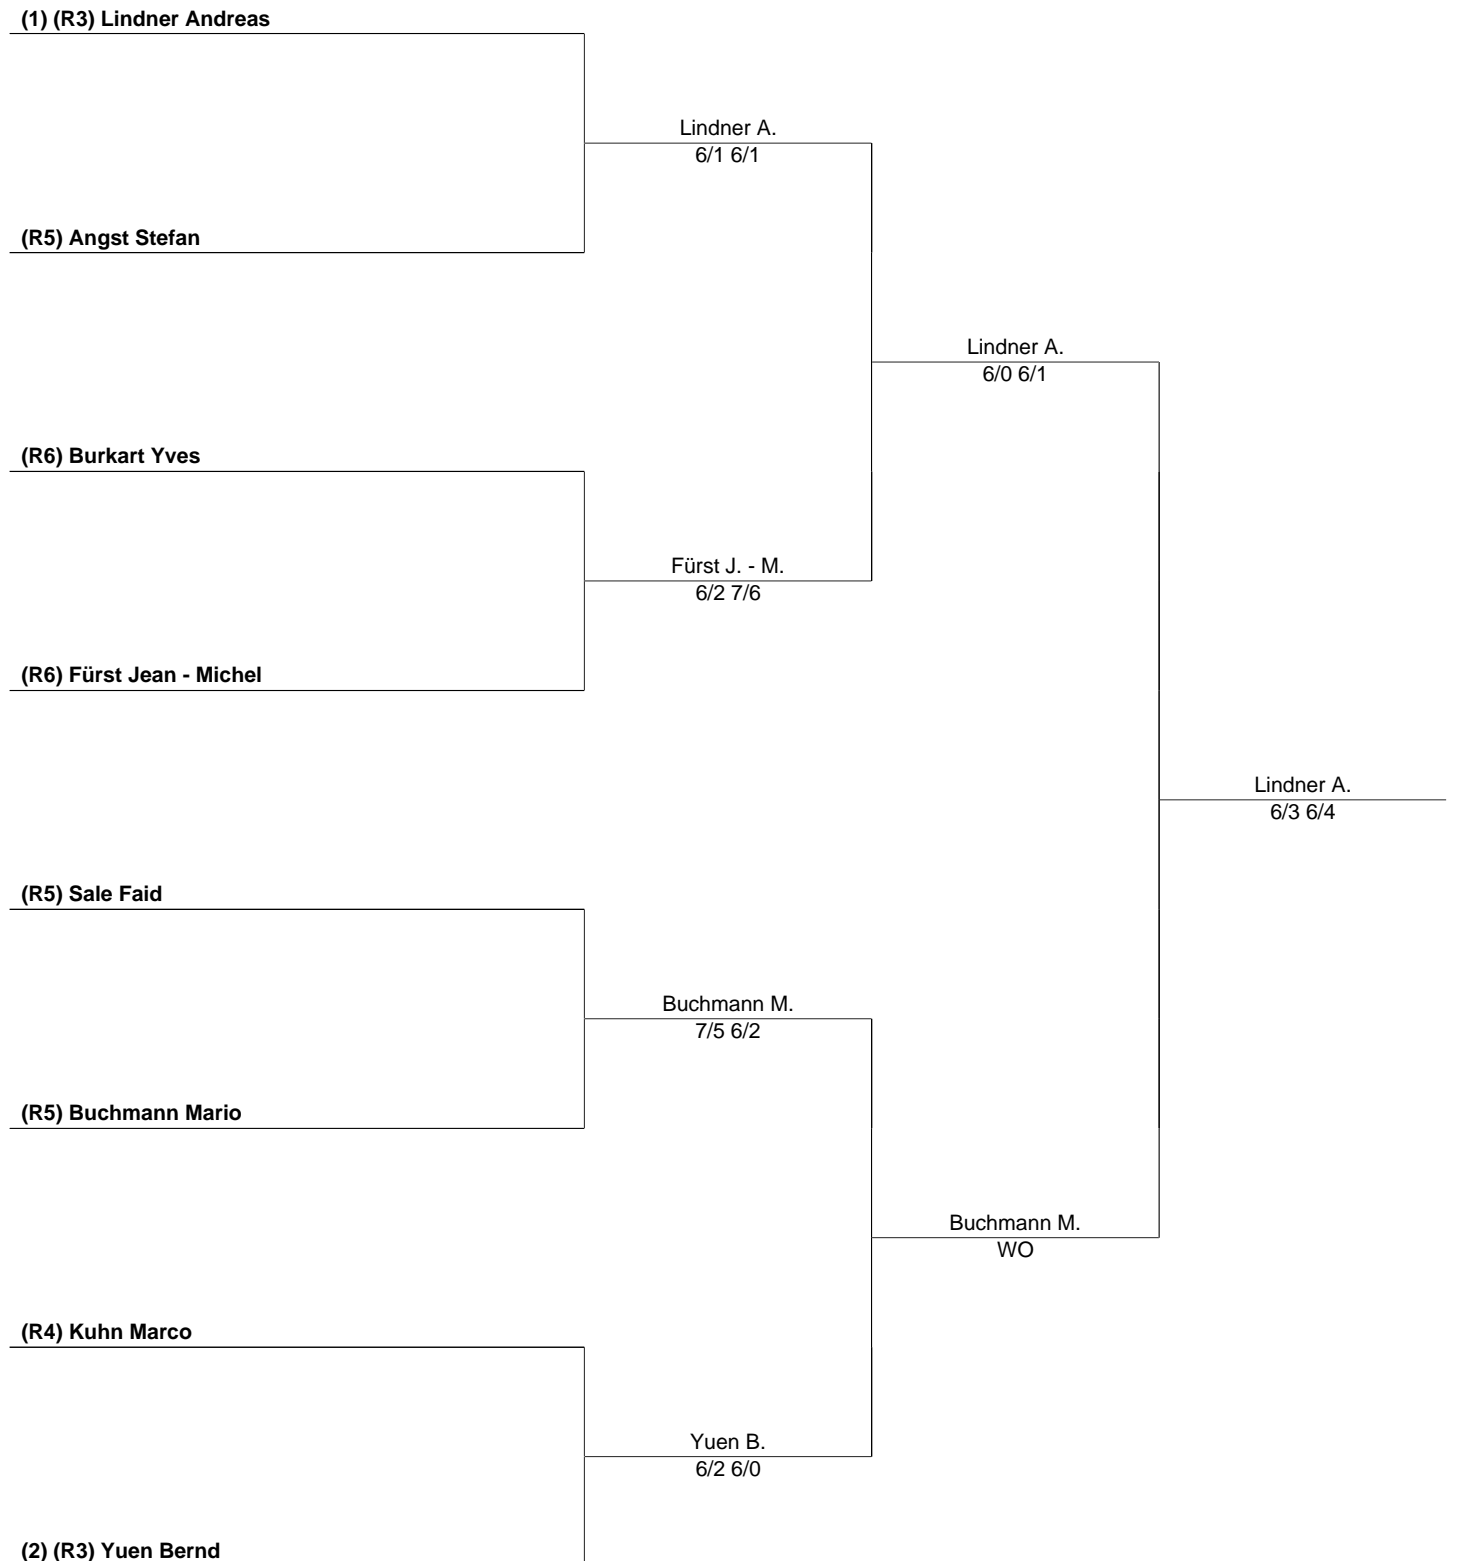 (1) (R3) Lindner Andreas
Lindner A.
6/1 6/1
(R5) Angst Stefan
Lindner A.
6/0 6/1
(R6) Burkart Yves
Fürst J. - M.
6/2 7/6
(R6) Fürst Jean - Michel
Lindner A.
6/3 6/4
(R5) Sale Faid
Buchmann M.
7/5 6/2
(R5) Buchmann Mario
Buchmann M.
WO
(R4) Kuhn Marco
Yuen B.
6/2 6/0
(2) (R3) Yuen Bernd